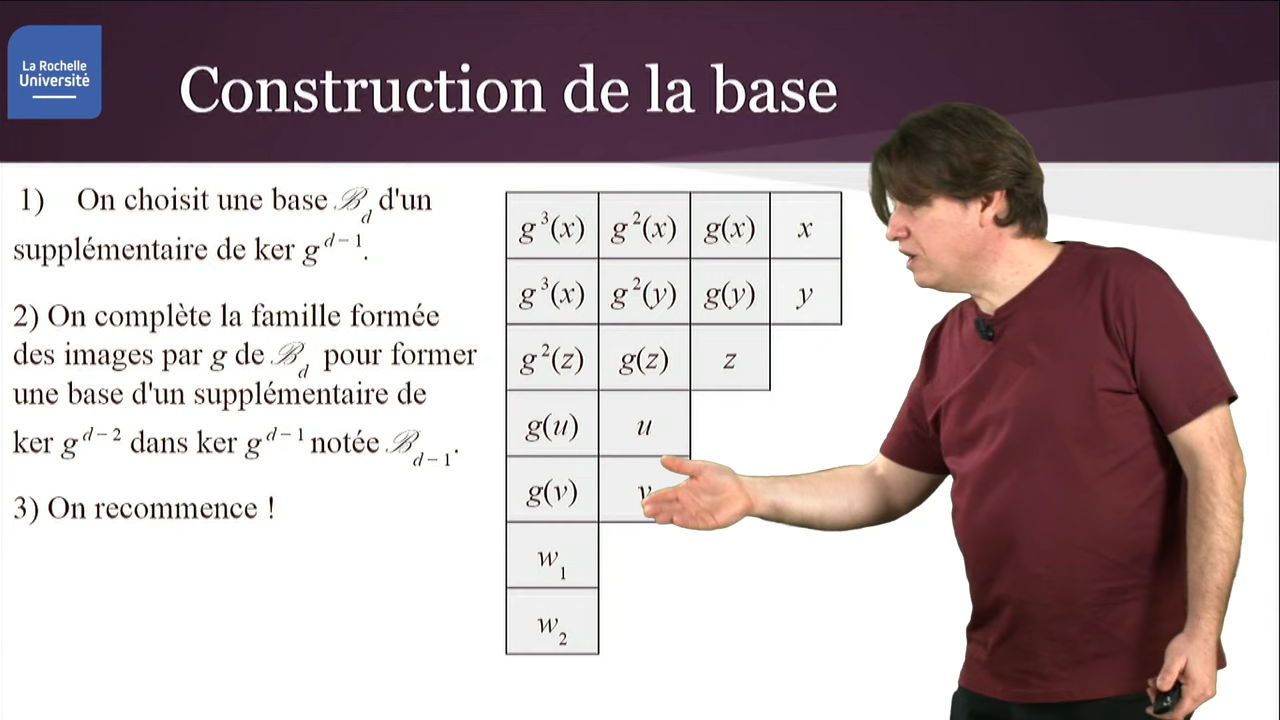 La Rochelle
Université
Construction de la base
1) On choisit une base ℬ_d d'un
supplémentaire de ker g^{d-1}.
2) On complète la famille formée
des images par g de ℬ_d pour former
une base d'un supplémentaire de
ker g^{d-2} dans ker g^{d-1} notée ℬ_{d-1}.
3) On recommence !
g³(x) g²(x) g(x) x
g³(x) g²(y) g(y) y
g²(z) g(z) z
g(u) u
g(v)
w₁
w₂